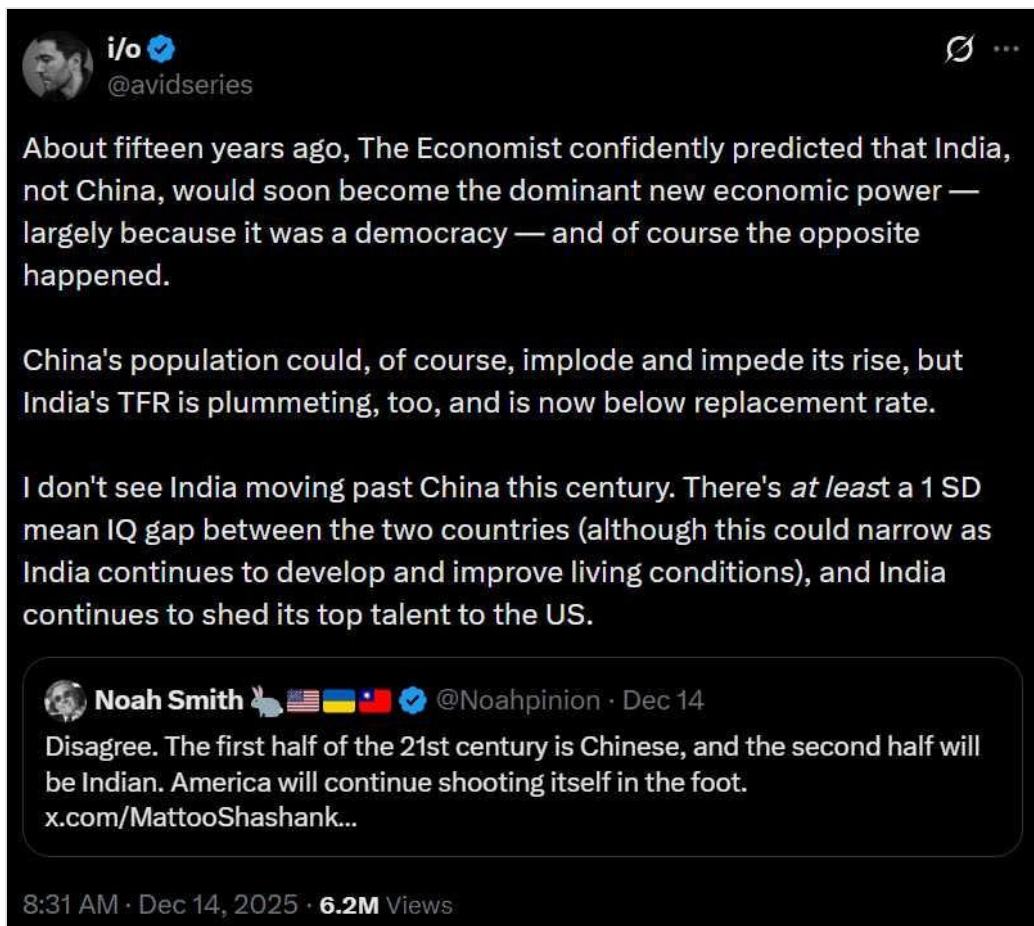 i/o
@avidseries
About fifteen years ago, The Economist confidently predicted that India,
not China, would soon become the dominant new economic power —
largely because it was a democracy — and of course the opposite
happened.
China's population could, of course, implode and impede its rise, but
India's TFR is plummeting, too, and is now below replacement rate.
I don't see India moving past China this century. There's at least a 1 SD
mean IQ gap between the two countries (although this could narrow as
India continues to develop and improve living conditions), and India
continues to shed its top talent to the US.
Noah Smith 🐇🇺🇸🇺🇦🇹🇼 @Noahpinion · Dec 14
Disagree. The first half of the 21st century is Chinese, and the second half will
be Indian. America will continue shooting itself in the foot.
x.com/MattooShashank...
8:31 AM · Dec 14, 2025 · 6.2M Views